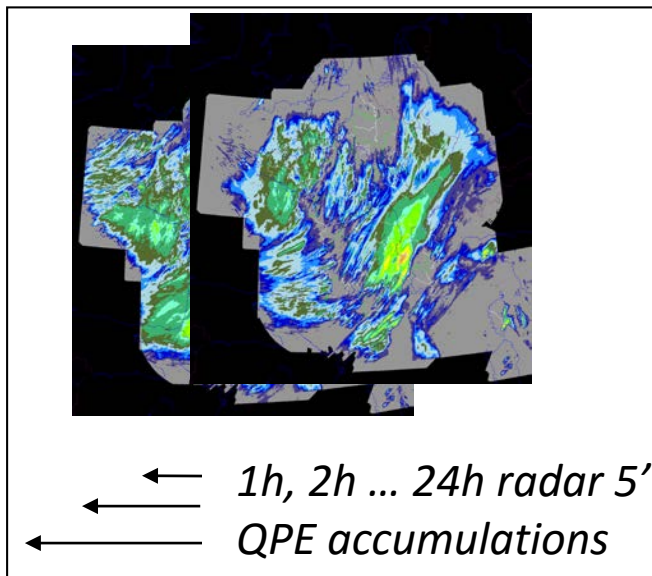 1h, 2h … 24h radar 5’
QPE accumulations